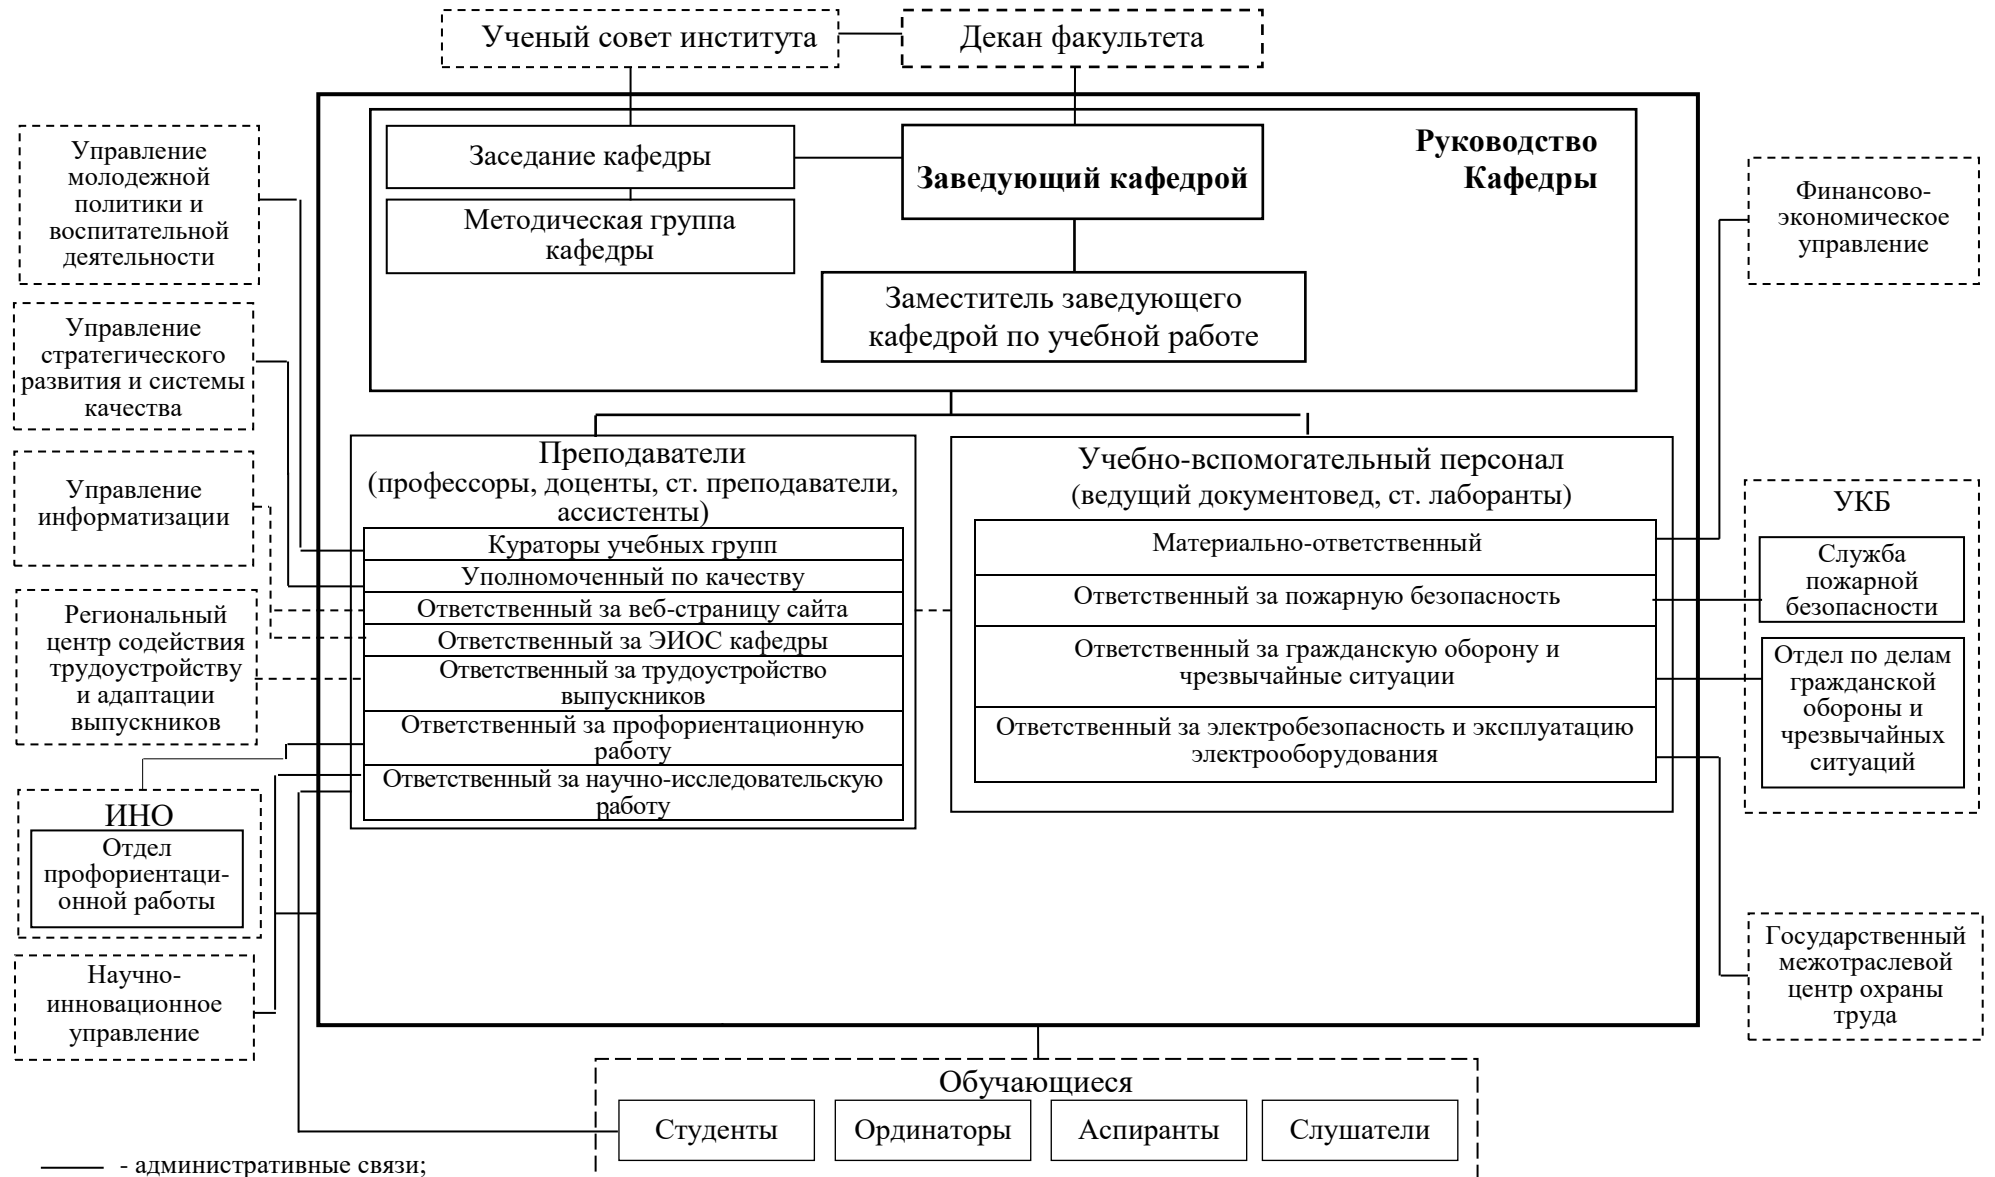 Ученый совет института
Декан факультета
Руководство
Кафедры
Заседание кафедры
Заведующий кафедрой
Методическая группа
кафедры
Заместитель заведующего
кафедрой по учебной работе
Управление
молодежной
политики и
воспитательной
деятельности
Управление
стратегического
развития и системы
качества
Управление
информатизации
Региональный
центр содействия
трудоустройству
и адаптации
выпускников
ИНО
Отдел
профориентаци-
онной работы
Научно-
инновационное
управление
Преподаватели
(профессоры, доценты, ст. преподаватели,
ассистенты)
Кураторы учебных групп
Уполномоченный по качеству
Ответственный за веб-страницу сайта
Ответственный за ЭИОС кафедры
Ответственный за трудоустройство
выпускников
Ответственный за профориентационную
работу
Ответственный за научно-исследовательскую
работу
Учебно-вспомогательный персонал
(ведущий документовед, ст. лаборанты)
Материально-ответственный
Ответственный за пожарную безопасность
Ответственный за гражданскую оборону и
чрезвычайные ситуации
Ответственный за электробезопасность и эксплуатацию
электрооборудования
Финансово-
экономическое
управление
УКБ
Служба
пожарной
безопасности
Отдел по делам
гражданской
обороны и
чрезвычайных
ситуаций
Государственный
межотраслевой
центр охраны
труда
Обучающиеся
Студенты
Ординаторы
Аспиранты
Слушатели
- административные связи;